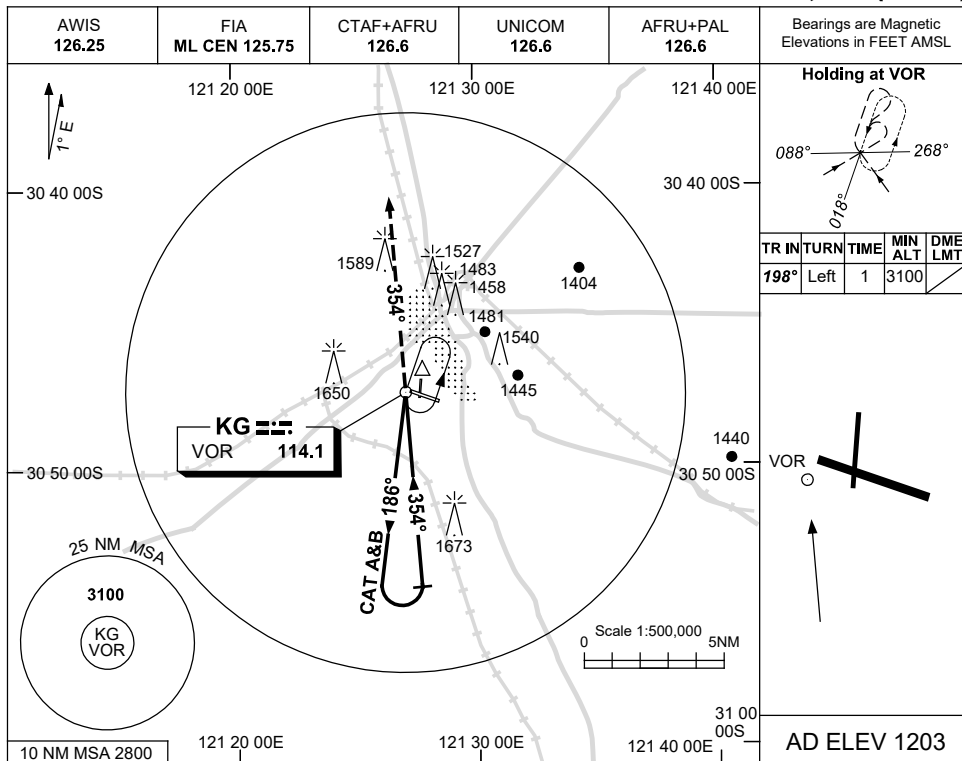 AWIS
126.25
FIA
ML CEN 125.75
CTAF+AFRU
126.6
UNICOM
126.6
AFRU+PAL
126.6
Bearings are Magnetic
Elevations in FEET AMSL
121 20 00E
121 30 00E
121 40 00E
1° E
30 40 00S
30 40 00S
Holding at VOR
088°
268°
018°
TR IN TURN TIME MIN ALT DME LMT
198° Left 1 3100
1589
1527
1483
1458
1404
354°
1481
1540
1445
1650
KG
VOR 114.1
1440
30 50 00S
30 50 00S
VOR
186°
354°
CAT A&B
1673
25 NM MSA
3100
KG
VOR
Scale 1:500,000
0 5NM
31 00
00S
121 20 00E
121 30 00E
121 40 00E
10 NM MSA 2800
AD ELEV 1203